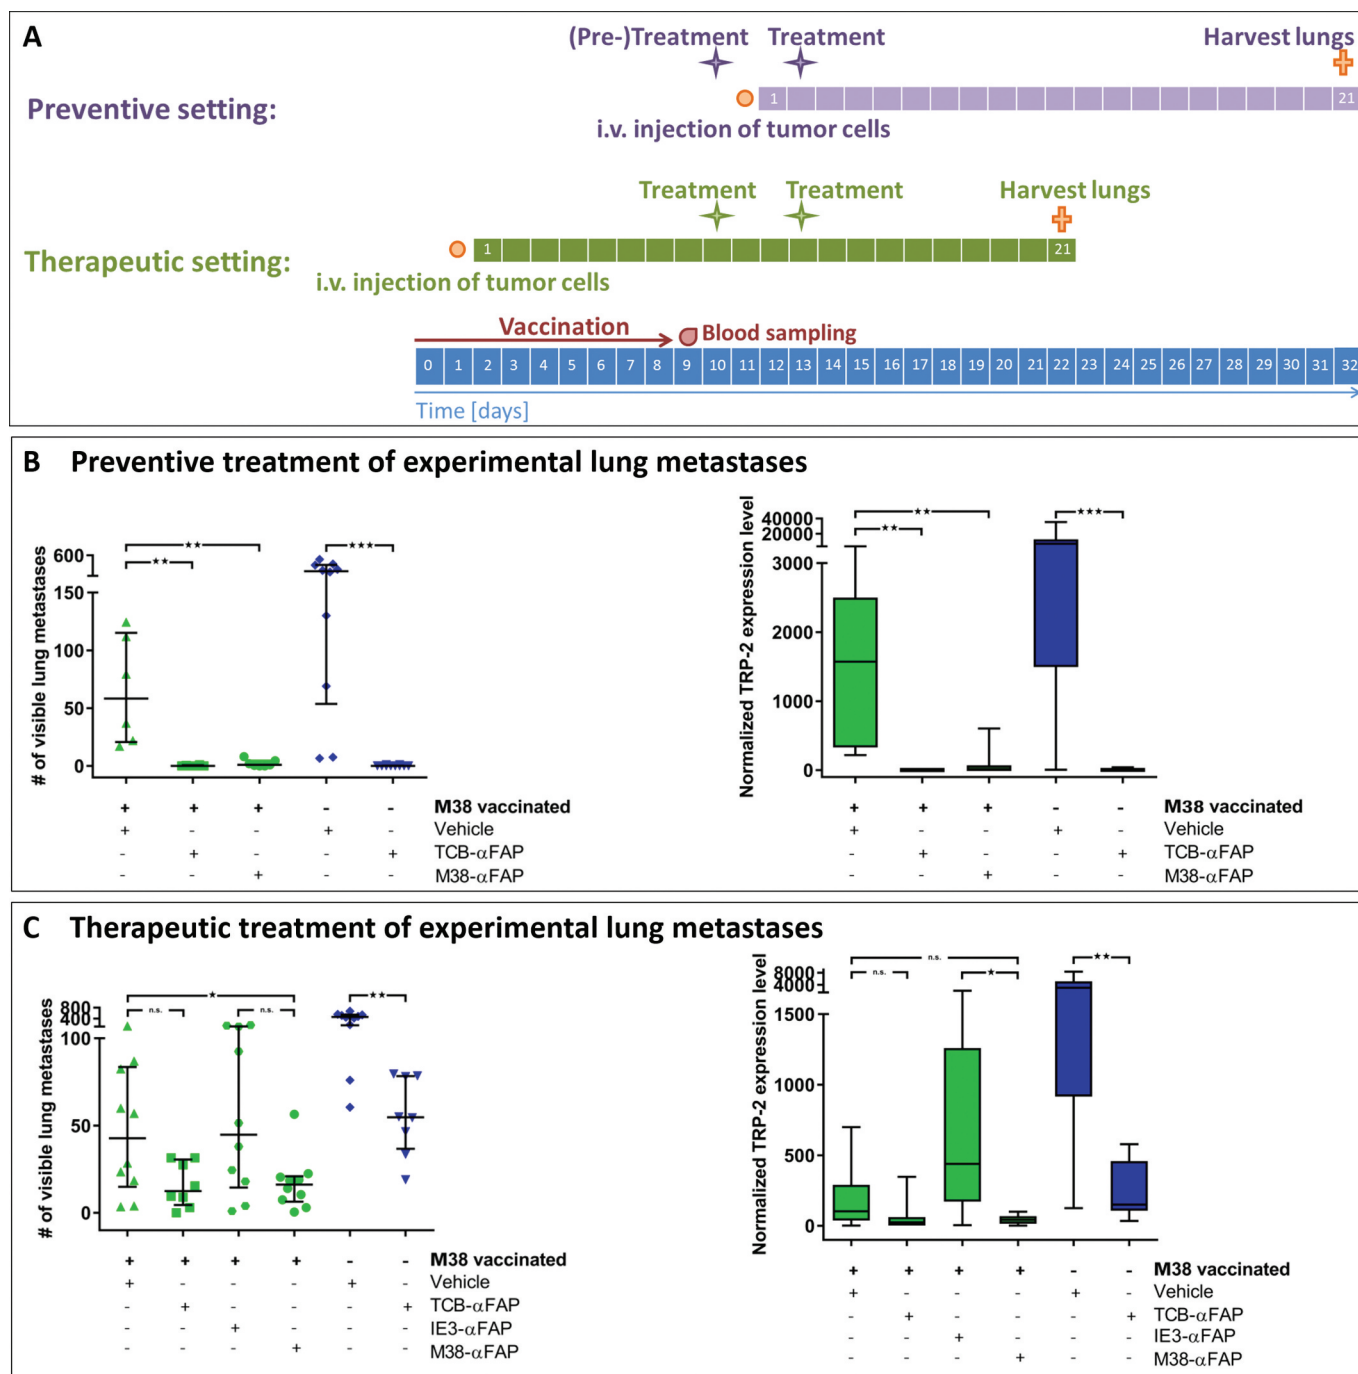 A
(Pre-)Treatment Treatment Harvest lungs
Preventive setting:
1 21
i.v. injection of tumor cells
Treatment Treatment Harvest lungs
Therapeutic setting:
1 21
i.v. injection of tumor cells
Vaccination Blood sampling
0 1 2 3 4 5 6 7 8 9 10 11 12 13 14 15 16 17 18 19 20 21 22 23 24 25 26 27 28 29 30 31 32
Time [days]
B Preventive treatment of experimental lung metastases
# of visible lung metastases
600
150
100
50
0
★★
★★
★★★
+ + + - - M38 vaccinated
+ - - + - Vehicle
- + - - + TCB-αFAP
- - + - - M38-αFAP
Normalized TRP-2 expression level
40000
20000
3000
2000
1000
0
★★
★★
★★★
+ + + - - M38 vaccinated
+ - - + - Vehicle
- + - - + TCB-αFAP
- - + - - M38-αFAP
C Therapeutic treatment of experimental lung metastases
# of visible lung metastases
800
400
100
50
0
★
n.s. n.s.
★★
+ + + + - - M38 vaccinated
+ - - - + - Vehicle
- + - - - + TCB-αFAP
- - + - - - IE3-αFAP
- - - + - - M38-αFAP
Normalized TRP-2 expression level
8000
4000
1500
1000
500
0
n.s.
n.s. ★
★★
+ + + + - - M38 vaccinated
+ - - - + - Vehicle
- + - - - + TCB-αFAP
- - + - - - IE3-αFAP
- - - + - - M38-αFAP